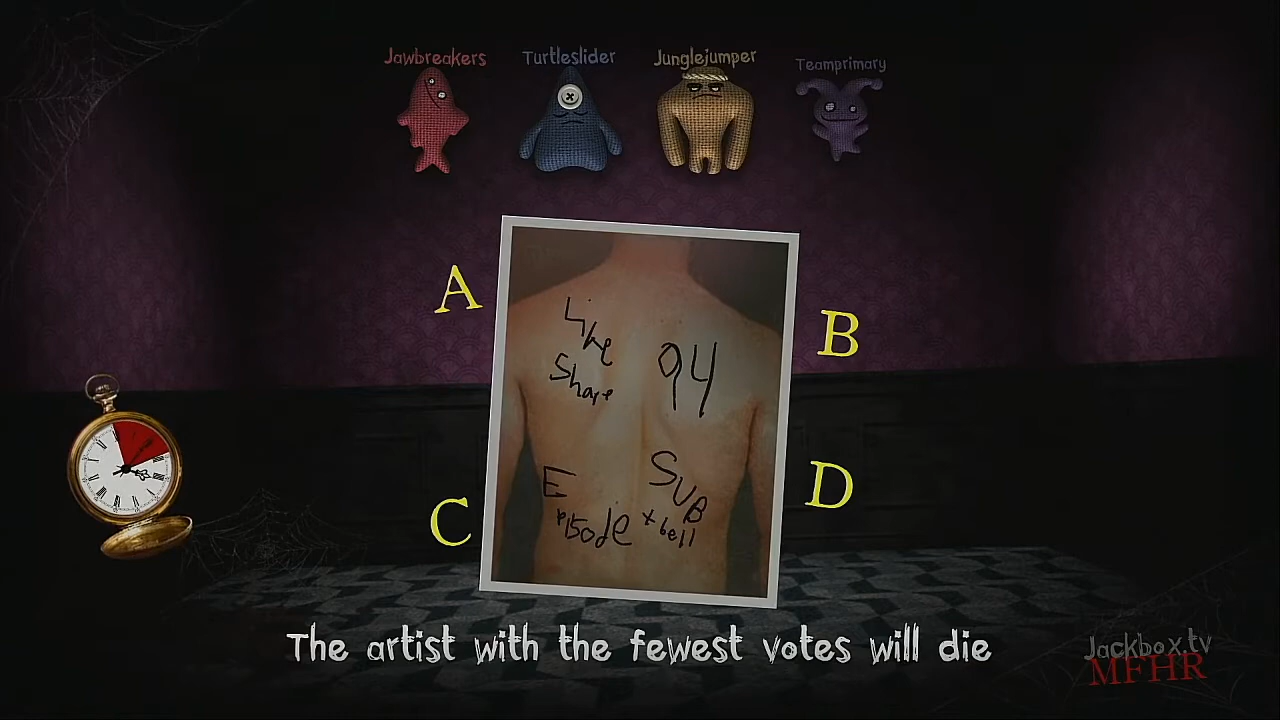 Jawbreakers Turtleslider Junglejumper Teamprimary
A
B
Like
Share
94
C
D
Episode
SUB
+ bell
The artist with the fewest votes will die
Jackbox.tv
MFHR